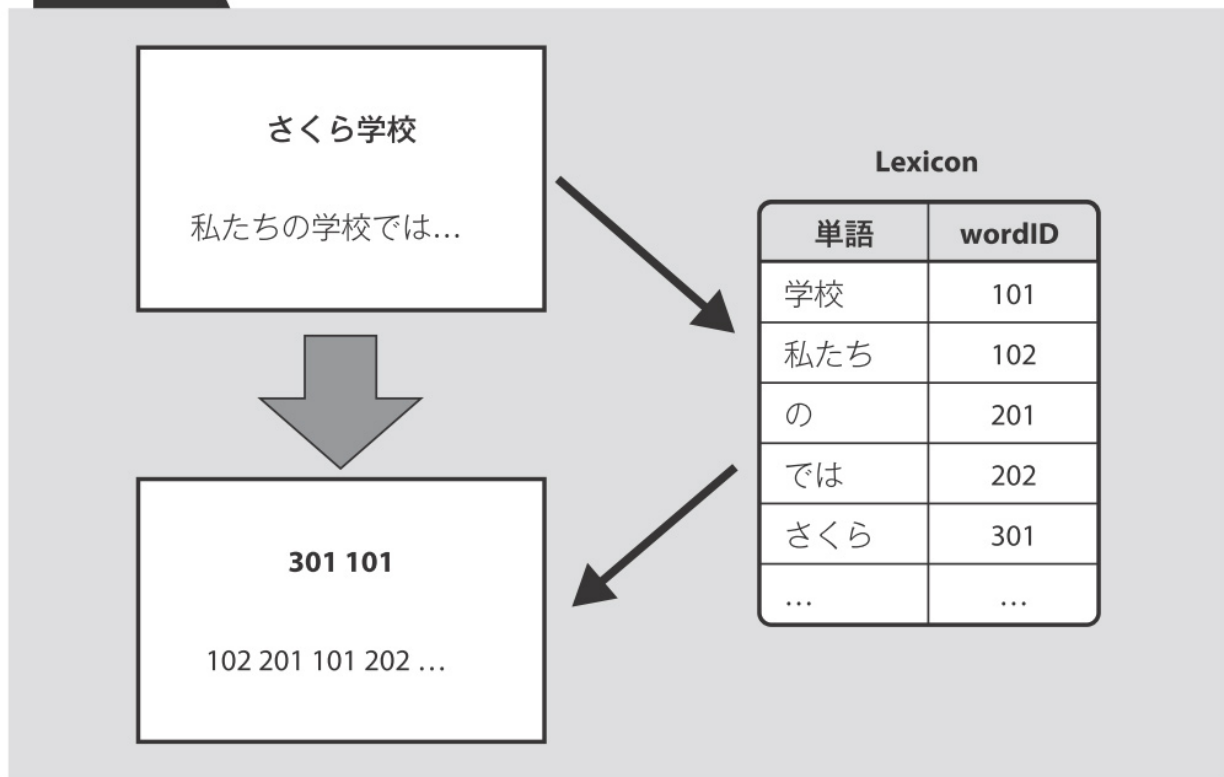 さくら学校
私たちの学校では…
301 101
102 201 101 202 …
Lexicon
単語 wordID
学校 101
私たち 102
の 201
では 202
さくら 301
… …